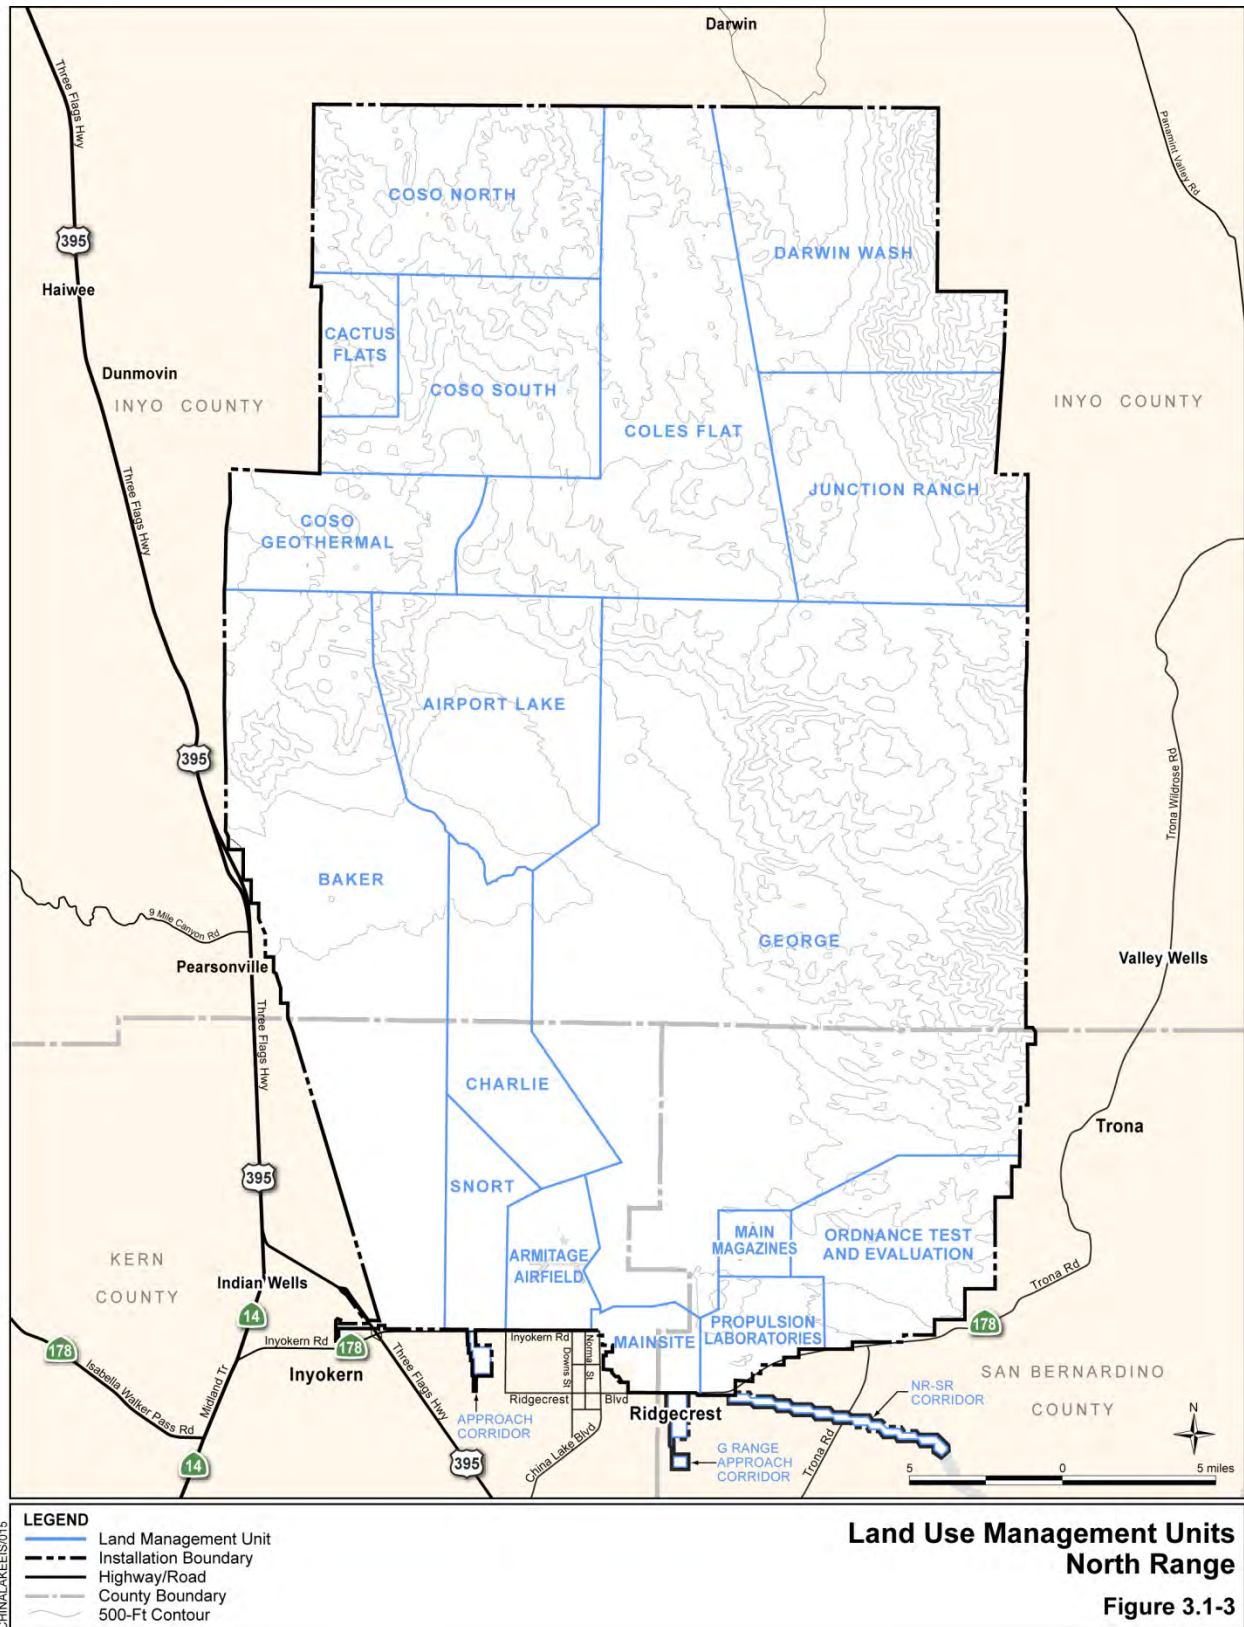 Darwin
Three Flags Hwy
Panamint Valley Rd
COSO NORTH
395
DARWIN WASH
Haiwee
CACTUS
FLATS
Dunmovin
COSO SOUTH
INYO COUNTY
INYO COUNTY
COLES FLAT
Three Flags Hwy
JUNCTION RANCH
COSO
GEOTHERMAL
AIRPORT LAKE
395
Trona Wildrose Rd
BAKER
9 Mile Canyon Rd
GEORGE
Pearsonville
Valley Wells
Three Flags Hwy
CHARLIE
Trona
395
SNORT
MAIN
MAGAZINES
ORDNANCE TEST
AND EVALUATION
ARMITAGE
AIRFIELD
KERN
COUNTY
Indian Wells
Trona Rd
14
178
PROPULSION
LABORATORIES
MAINSITE
178
Inyokern Rd
178
Inyokern Rd
Norma St
Downs St
Inyokern
Three Flags Hwy
Isabella Walker Pass Rd
Midland Tr
SAN BERNARDINO
COUNTY
NR-SR
CORRIDOR
Ridgecrest Blvd
Ridgecrest
APPROACH
CORRIDOR
China Lake Blvd
G RANGE
APPROACH
CORRIDOR
Trona Rd
N
14
395
5 0 5 miles
LEGEND
Land Management Unit
Installation Boundary
Highway/Road
County Boundary
500-Ft Contour
Land Use Management Units
North Range
Figure 3.1-3
CHINALAKEEIS/015